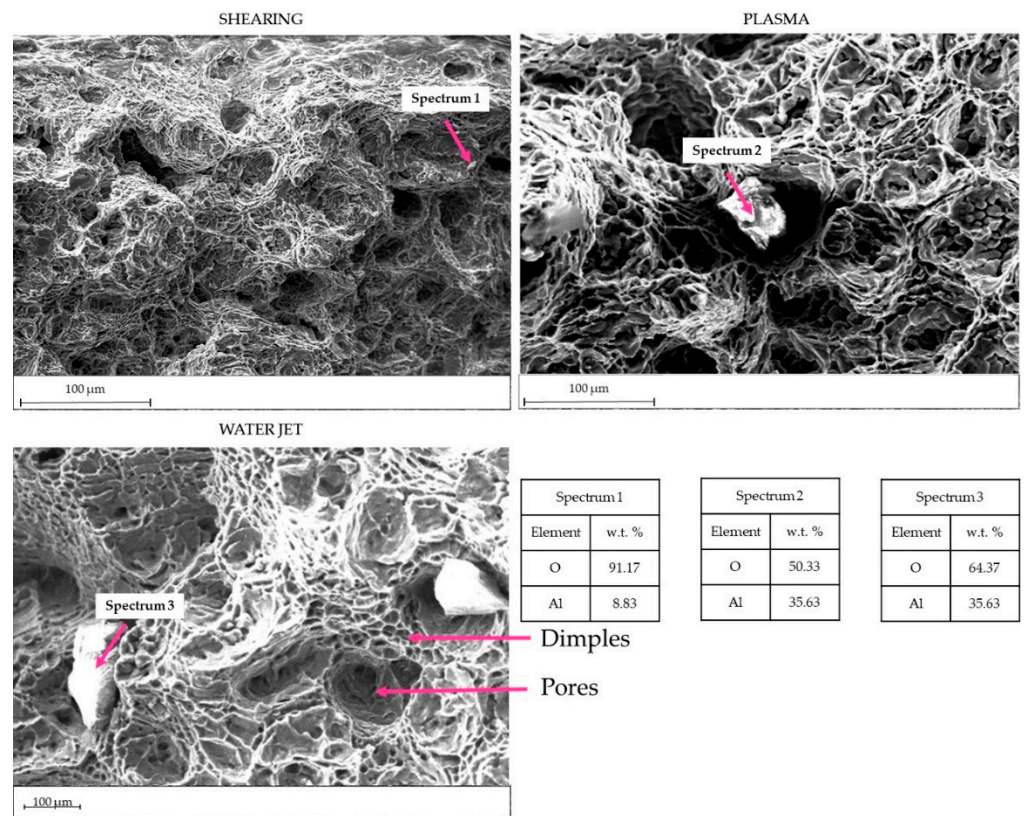 SHEARING
PLASMA
Spectrum 1
Spectrum 2
100 µm
100 µm
WATER JET
Spectrum 3
Dimples
Pores
100 µm
Spectrum 1
Element w.t. %
O 91.17
Al 8.83
Spectrum 2
Element w.t. %
O 50.33
Al 35.63
Spectrum 3
Element w.t. %
O 64.37
Al 35.63